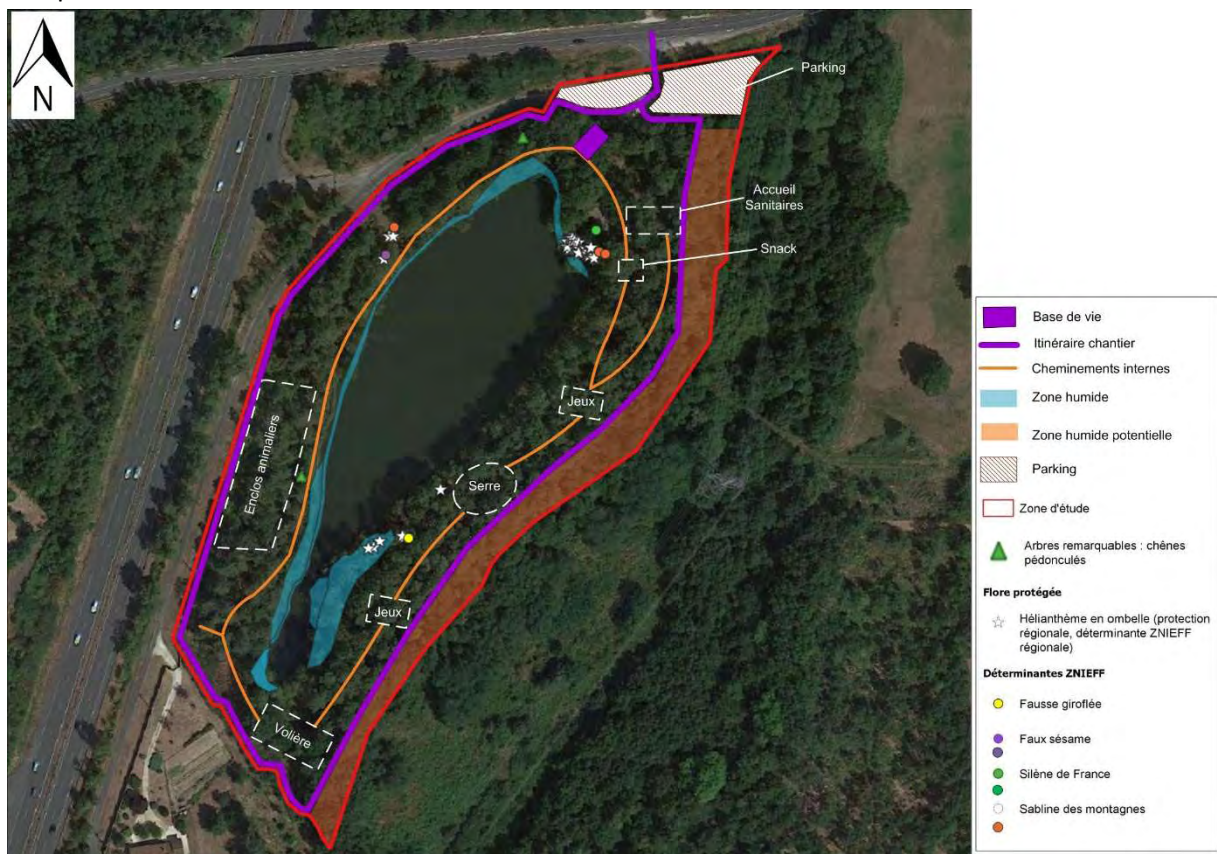 N
Parking
Accueil
Sanitaires
Snack
Jeux
Enclos animaliers
Serre
Jeux
Volière
Base de vie
Itinéraire chantier
Cheminements internes
Zone humide
Zone humide potentielle
Parking
Zone d'étude
Arbres remarquables : chênes
pédonculés
Flore protégée
Hélianthème en ombelle (protection
régionale, déterminante ZNIEFF
régionale)
Déterminantes ZNIEFF
Fausse giroflée
Faux sésame
Silène de France
Sabline des montagnes